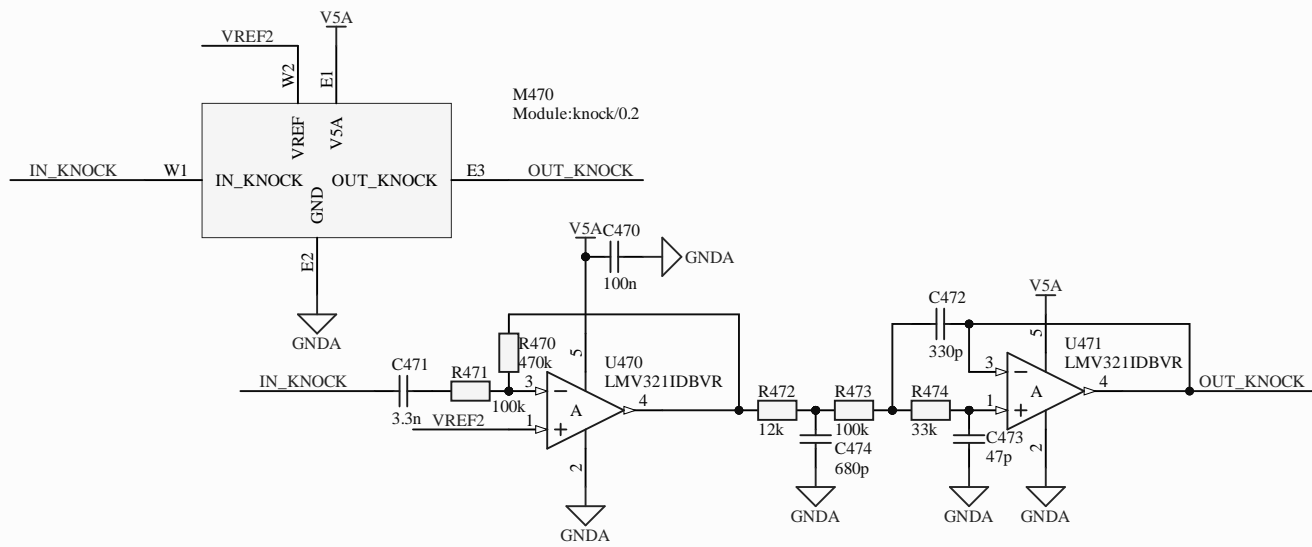 V5A
VREF2
W2
E1
M470
Module:knock/0.2
VREF
V5A
IN_KNOCK
W1
IN_KNOCK
OUT_KNOCK
E3
OUT_KNOCK
GND
E2
GNDA
V5A
C470
GNDA
100n
C472
V5A
330p
R470
470k
5
U470
LMV321IDBVR
5
U471
LMV321IDBVR
C471
R471
3
4
3
4
IN_KNOCK
3.3n
100k
A
R472
R473
R474
1
A
OUT_KNOCK
VREF2
1
12k
100k
33k
C474
680p
C473
47p
2
2
GNDA
GNDA
GNDA
GNDA